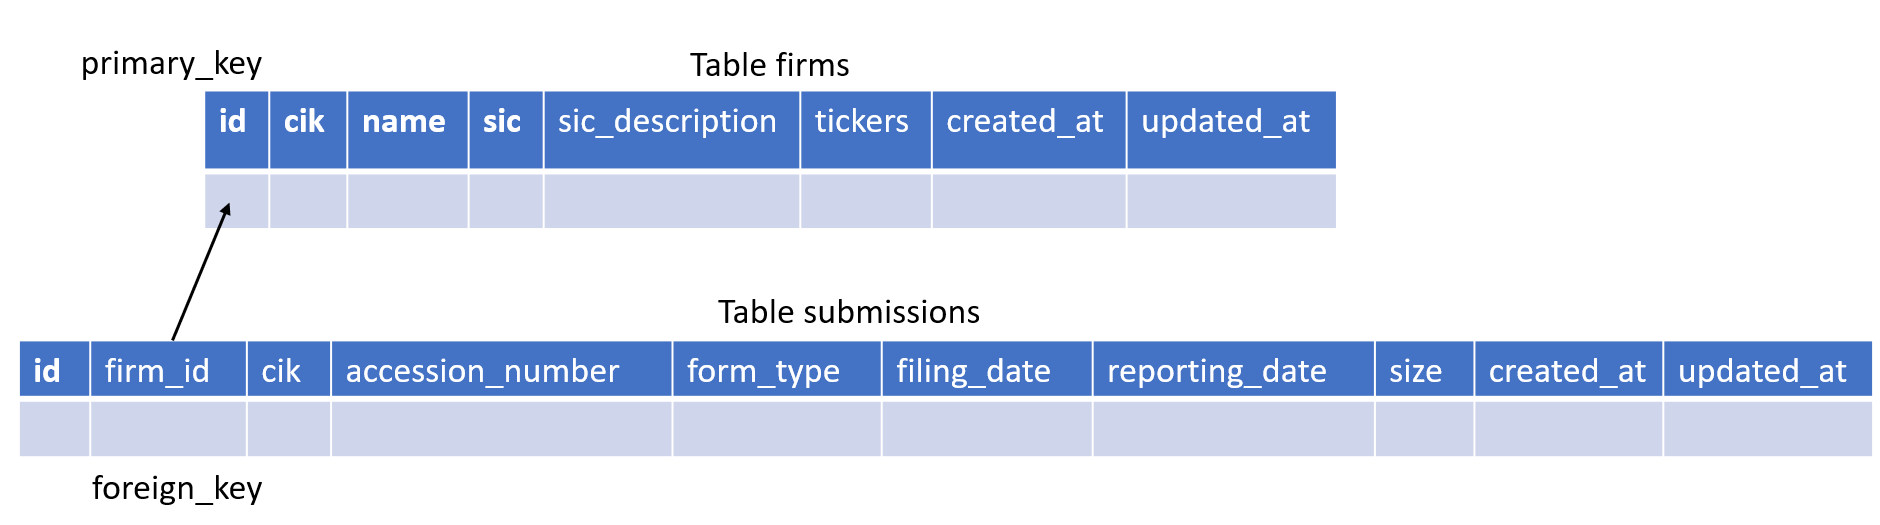 primary_key
Table firms
id cik name sic sic_description tickers created_at updated_at
Table submissions
id firm_id cik accession_number form_type filing_date reporting_date size created_at updated_at
foreign_key